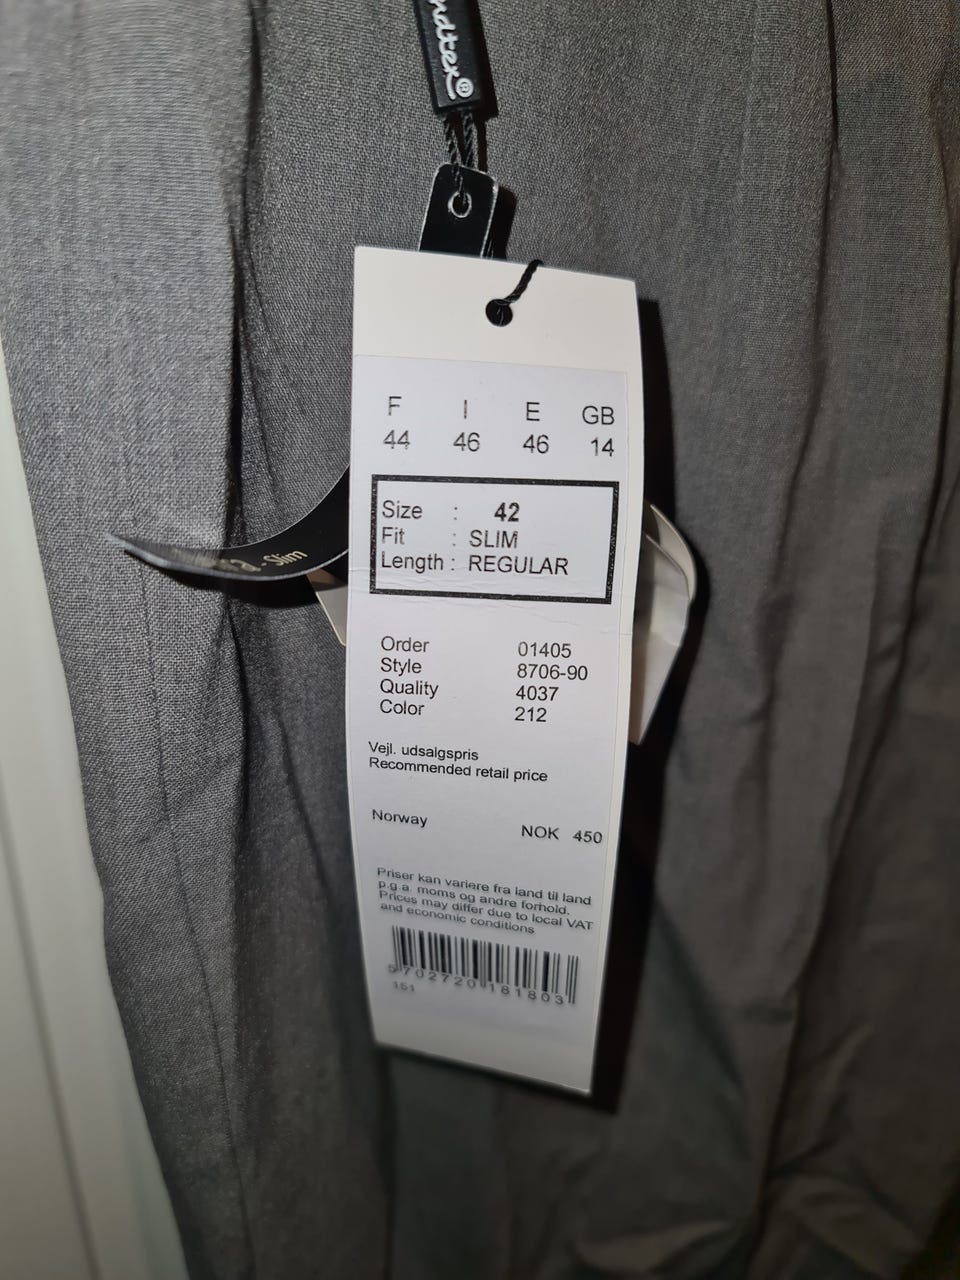 F I E GB
44 46 46 14
Size : 42
Fit : SLIM
Length : REGULAR
- Slim
Order 01405
Style 8706-90
Quality 4037
Color 212
Vejl. udsalgspris
Recommended retail price
Norway NOK 450
Priser kan variere fra land til land
p.g.a. moms og andre forhold.
Prices may differ due to local VAT
and economic conditions
5702720181803
151